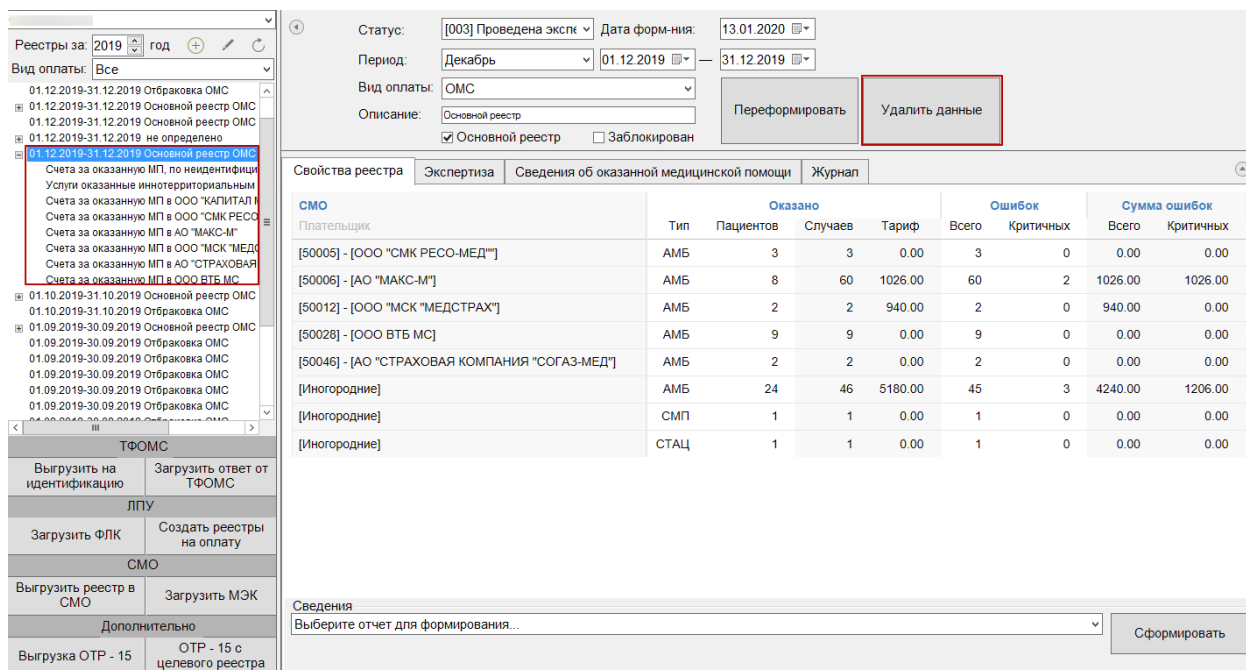 Реестры за: 2019 год
Вид оплаты: Все
01.12.2019-31.12.2019 Отбраковка ОМС
01.12.2019-31.12.2019 Основной реестр ОМС
01.12.2019-31.12.2019 Основной реестр ОМС
01.12.2019-31.12.2019 не определено
01.12.2019-31.12.2019 Основной реестр ОМС
Счета за оказанную МП, по неидентифици
Услуги оказанные иннотерриториальным
Счета за оказанную МП в ООО "КАПИТАЛ М
Счета за оказанную МП в ООО "СМК РЕСО
Счета за оказанную МП в АО "МАКС-М"
Счета за оказанную МП в ООО "МСК "МЕДС
Счета за оказанную МП в АО "СТРАХОВАЯ
Счета за оказанную МП в ООО ВТБ МС
01.10.2019-31.10.2019 Основной реестр ОМС
01.10.2019-31.10.2019 Отбраковка ОМС
01.09.2019-30.09.2019 Основной реестр ОМС
01.09.2019-30.09.2019 Отбраковка ОМС
01.09.2019-30.09.2019 Отбраковка ОМС
01.09.2019-30.09.2019 Отбраковка ОМС
01.09.2019-30.09.2019 Отбраковка ОМС
01.09.2019-30.09.2019 Отбраковка ОМС
ТФОМС
Выгрузить на идентификацию
Загрузить ответ от ТФОМС
ЛПУ
Загрузить ФЛК
Создать реестры на оплату
СМО
Выгрузить реестр в СМО
Загрузить МЭК
Дополнительно
Выгрузка ОТР - 15
ОТР - 15 с целевого реестра
Статус: [003] Проведена экспе Дата форм-ния: 13.01.2020
Период: Декабрь 01.12.2019 — 31.12.2019
Вид оплаты: ОМС
Описание: Основной реестр
Основной реестр Заблокирован
Переформировать
Удалить данные
Свойства реестра Экспертиза Сведения об оказанной медицинской помощи Журнал
СМО Оказано Ошибок Сумма ошибок
Плательщик Тип Пациентов Случаев Тариф Всего Критичных Всего Критичных
[50005] - [ООО "СМК РЕСО-МЕД""] АМБ 3 3 0.00 3 0 0.00 0.00
[50006] - [АО "МАКС-М"] АМБ 8 60 1026.00 60 2 1026.00 1026.00
[50012] - [ООО "МСК "МЕДСТРАХ"] АМБ 2 2 940.00 2 0 940.00 0.00
[50028] - [ООО ВТБ МС] АМБ 9 9 0.00 9 0 0.00 0.00
[50046] - [АО "СТРАХОВАЯ КОМПАНИЯ "СОГАЗ-МЕД"] АМБ 2 2 0.00 2 0 0.00 0.00
[Иногородние] АМБ 24 46 5180.00 45 3 4240.00 1206.00
[Иногородние] СМП 1 1 0.00 1 0 0.00 0.00
[Иногородние] СТАЦ 1 1 0.00 1 0 0.00 0.00
Сведения
Выберите отчет для формирования...
Сформировать